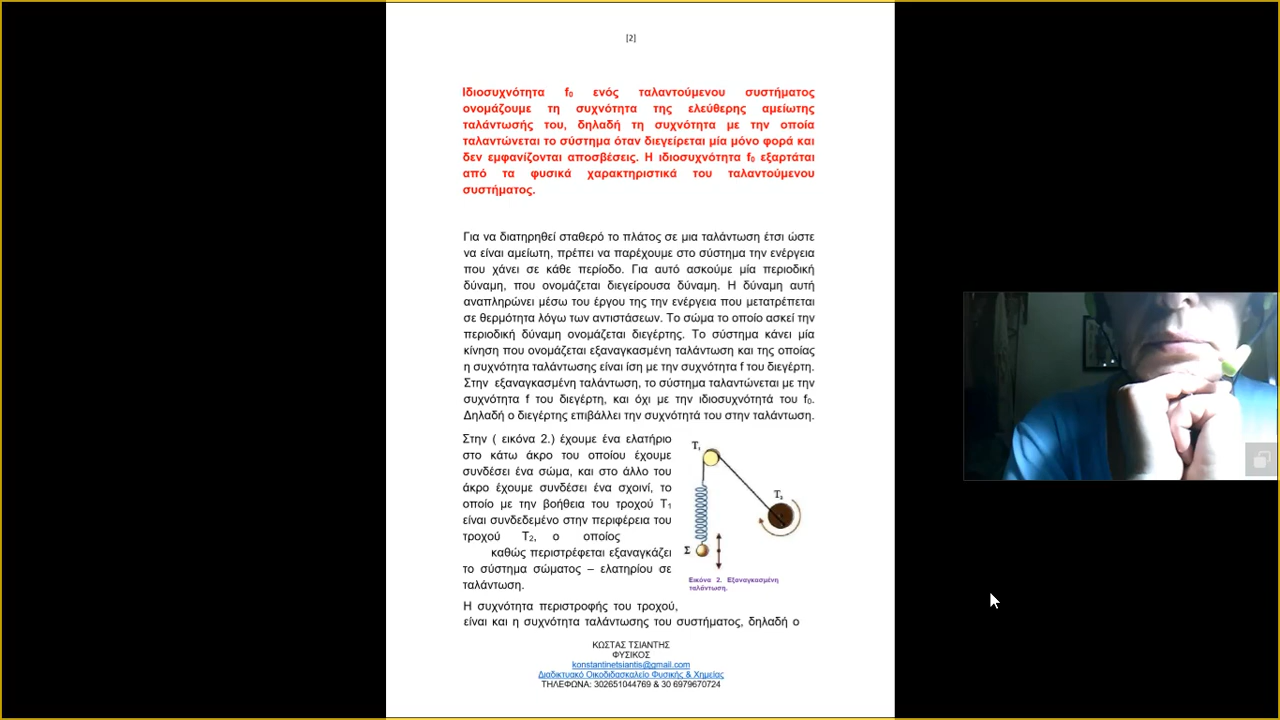 [2]
Ιδιοσυχνότητα f₀ ενός ταλαντούμενου συστήματος
ονομάζουμε τη συχνότητα της ελεύθερης αμείωτης
ταλάντωσής του, δηλαδή τη συχνότητα με την οποία
ταλαντώνεται το σύστημα όταν διεγείρεται μία μόνο φορά και
δεν εμφανίζονται αποσβέσεις. Η ιδιοσυχνότητα f₀ εξαρτάται
από τα φυσικά χαρακτηριστικά του ταλαντούμενου
συστήματος.
Για να διατηρηθεί σταθερό το πλάτος σε μια ταλάντωση έτσι ώστε
να είναι αμείωτη, πρέπει να παρέχουμε στο σύστημα την ενέργεια
που χάνει σε κάθε περίοδο. Για αυτό ασκούμε μία περιοδική
δύναμη, που ονομάζεται διεγείρουσα δύναμη. Η δύναμη αυτή
αναπληρώνει μέσω του έργου της την ενέργεια που μετατρέπεται
σε θερμότητα λόγω των αντιστάσεων. Το σώμα το οποίο ασκεί την
περιοδική δύναμη ονομάζεται διεγέρτης. Το σύστημα κάνει μία
κίνηση που ονομάζεται εξαναγκασμένη ταλάντωση και της οποίας
η συχνότητα ταλάντωσης είναι ίση με την συχνότητα f του διεγέρτη.
Στην εξαναγκασμένη ταλάντωση, το σύστημα ταλαντώνεται με την
συχνότητα f του διεγέρτη, και όχι με την ιδιοσυχνότητά του f₀.
Δηλαδή ο διεγέρτης επιβάλλει την συχνότητά του στην ταλάντωση.
Στην ( εικόνα 2.) έχουμε ένα ελατήριο
στο κάτω άκρο του οποίου έχουμε
συνδέσει ένα σώμα, και στο άλλο του
άκρο έχουμε συνδέσει ένα σχοινί, το
οποίο με την βοήθεια του τροχού Τ₁
είναι συνδεδεμένο στην περιφέρεια του
τροχού Τ₂, ο οποίος
καθώς περιστρέφεται εξαναγκάζει
το σύστημα σώματος – ελατηρίου σε
ταλάντωση.
Τ₁
Τ₂
Σ
Εικόνα 2. Εξαναγκασμένη
ταλάντωση.
Η συχνότητα περιστροφής του τροχού,
είναι και η συχνότητα ταλάντωσης του συστήματος, δηλαδή ο
ΚΩΣΤΑΣ ΤΣΙΑΝΤΗΣ
ΦΥΣΙΚΟΣ
konstantinetsiantis@gmail.com
Διαδικτυακό Οικοδιδασκαλείο Φυσικής & Χημείας
ΤΗΛΕΦΩΝΑ: 302651044769 & 30 6979670724